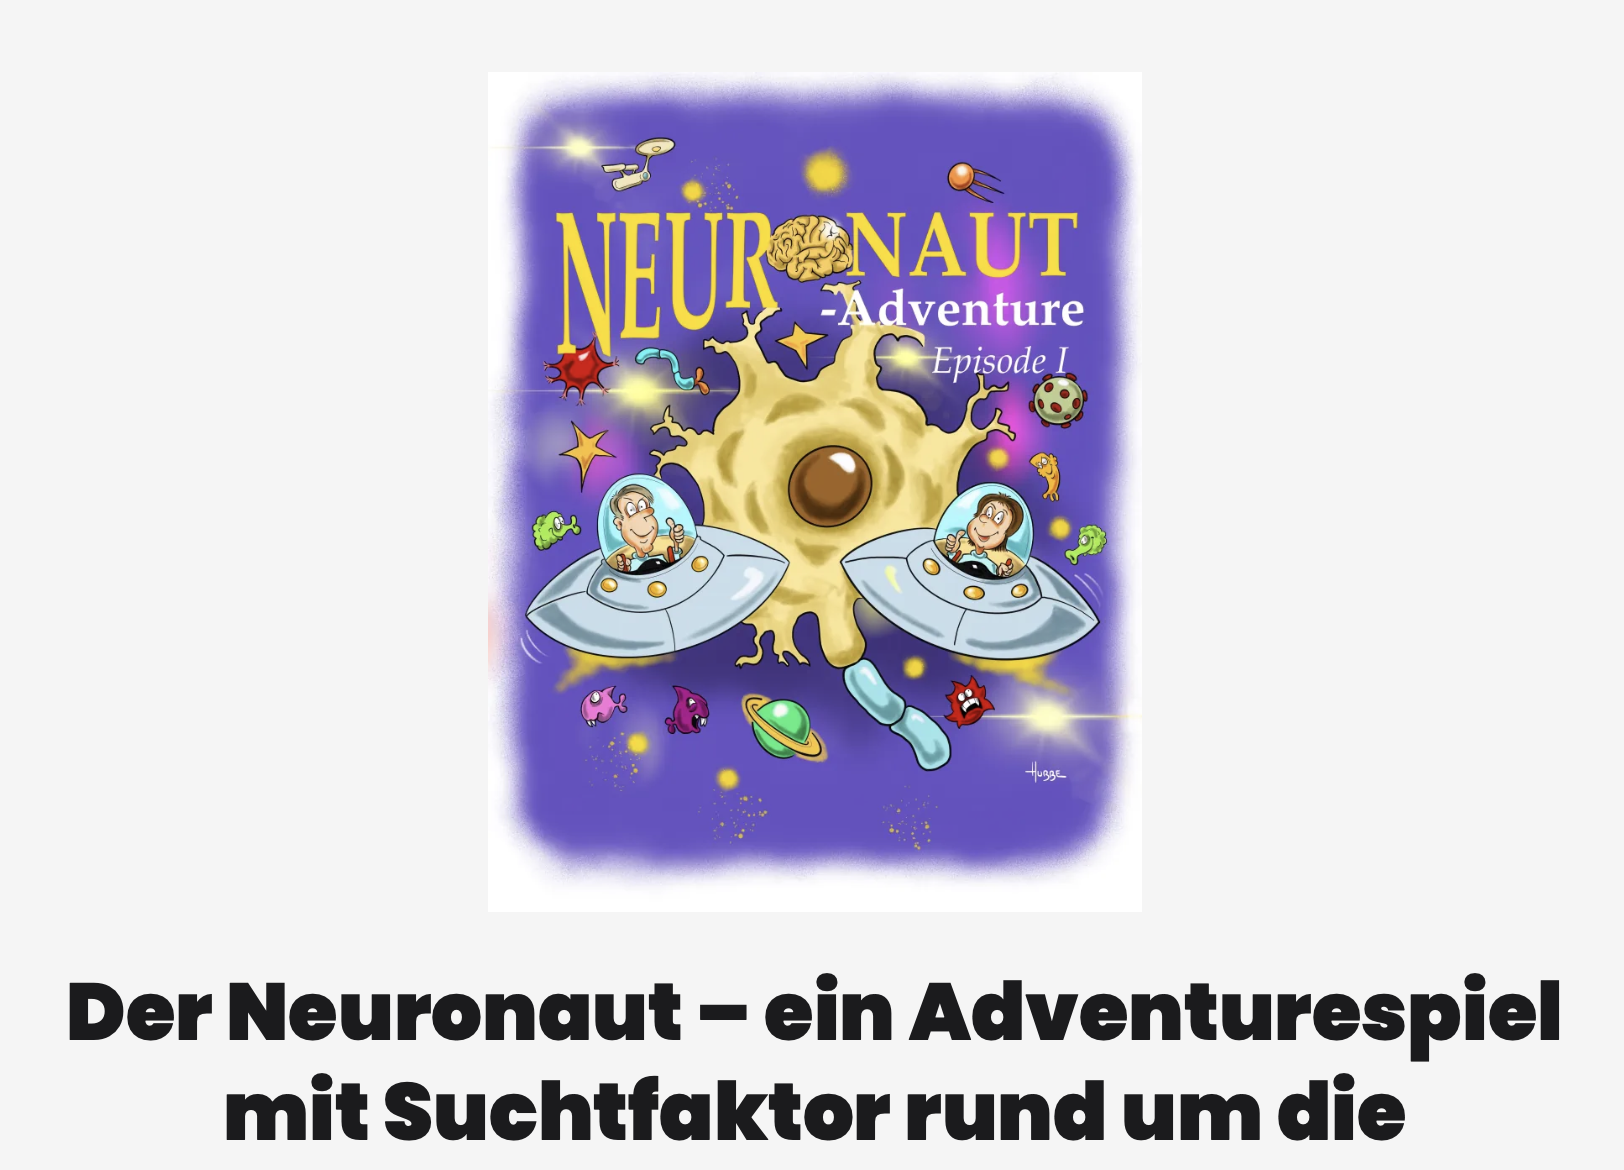 NEURONAUT
-Adventure
Episode I
HUBBE
Der Neuronaut – ein Adventurespiel
mit Suchtfaktor rund um die